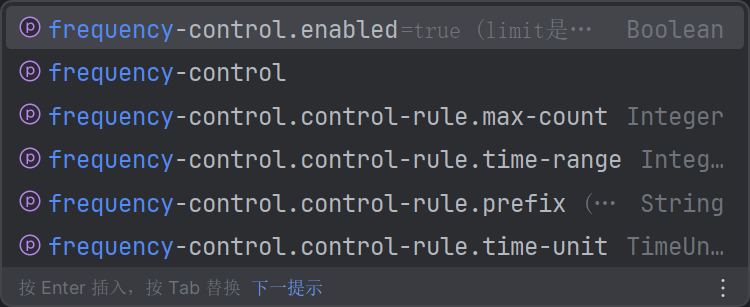 frequency-control.enabled=true (limit是… Boolean
frequency-control
frequency-control.control-rule.max-count Integer
frequency-control.control-rule.time-range Integ…
frequency-control.control-rule.prefix (… String
frequency-control.control-rule.time-unit TimeUn…
按 Enter 插入，按 Tab 替换 下一提示